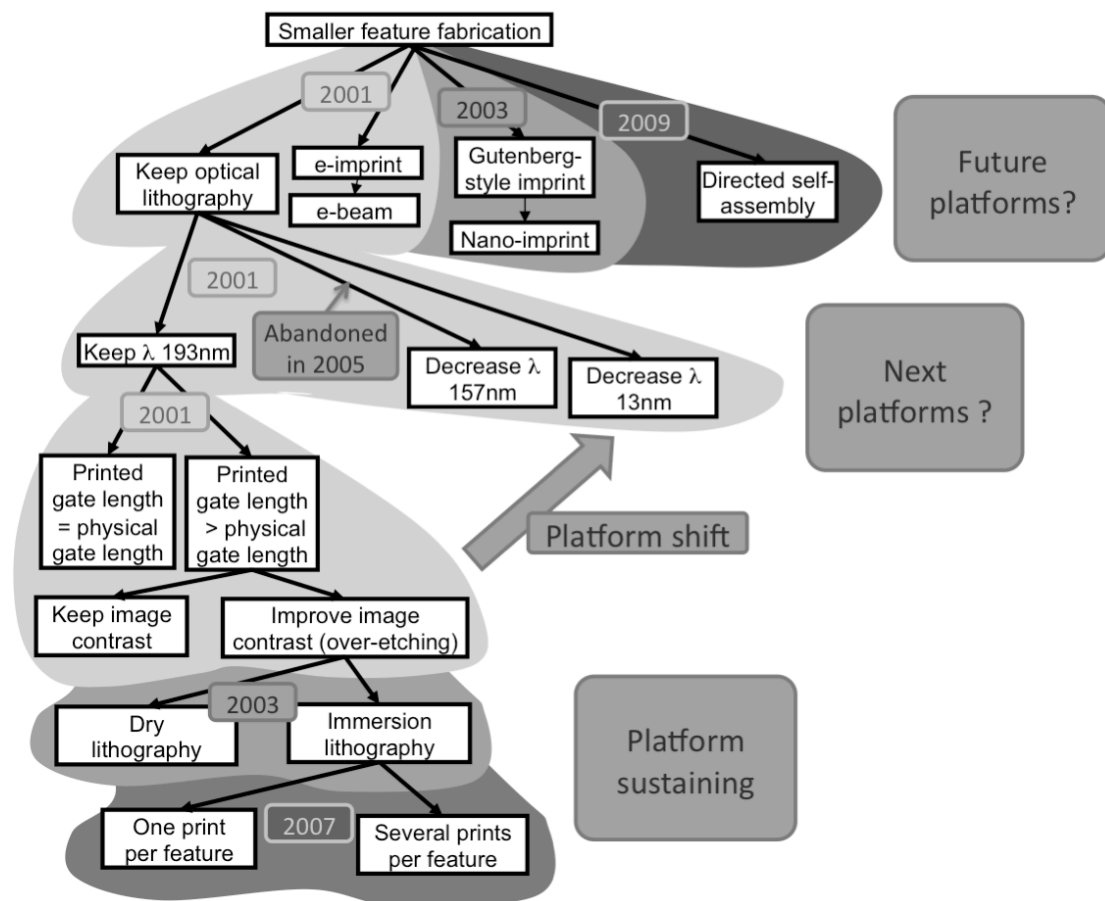 Smaller feature fabrication
2001
2003
2009
Keep optical
lithography
e-imprint
e-beam
Gutenberg-
style imprint
Nano-imprint
Directed self-
assembly
Future
platforms?
2001
Abandoned
in 2005
Keep λ 193nm
Decrease λ
157nm
Decrease λ
13nm
Next
platforms ?
2001
Printed
gate length
= physical
gate length
Printed
gate length
> physical
gate length
Platform shift
Keep image
contrast
Improve image
contrast (over-etching)
2003
Dry
lithography
Immersion
lithography
Platform
sustaining
One print
per feature
2007
Several prints
per feature